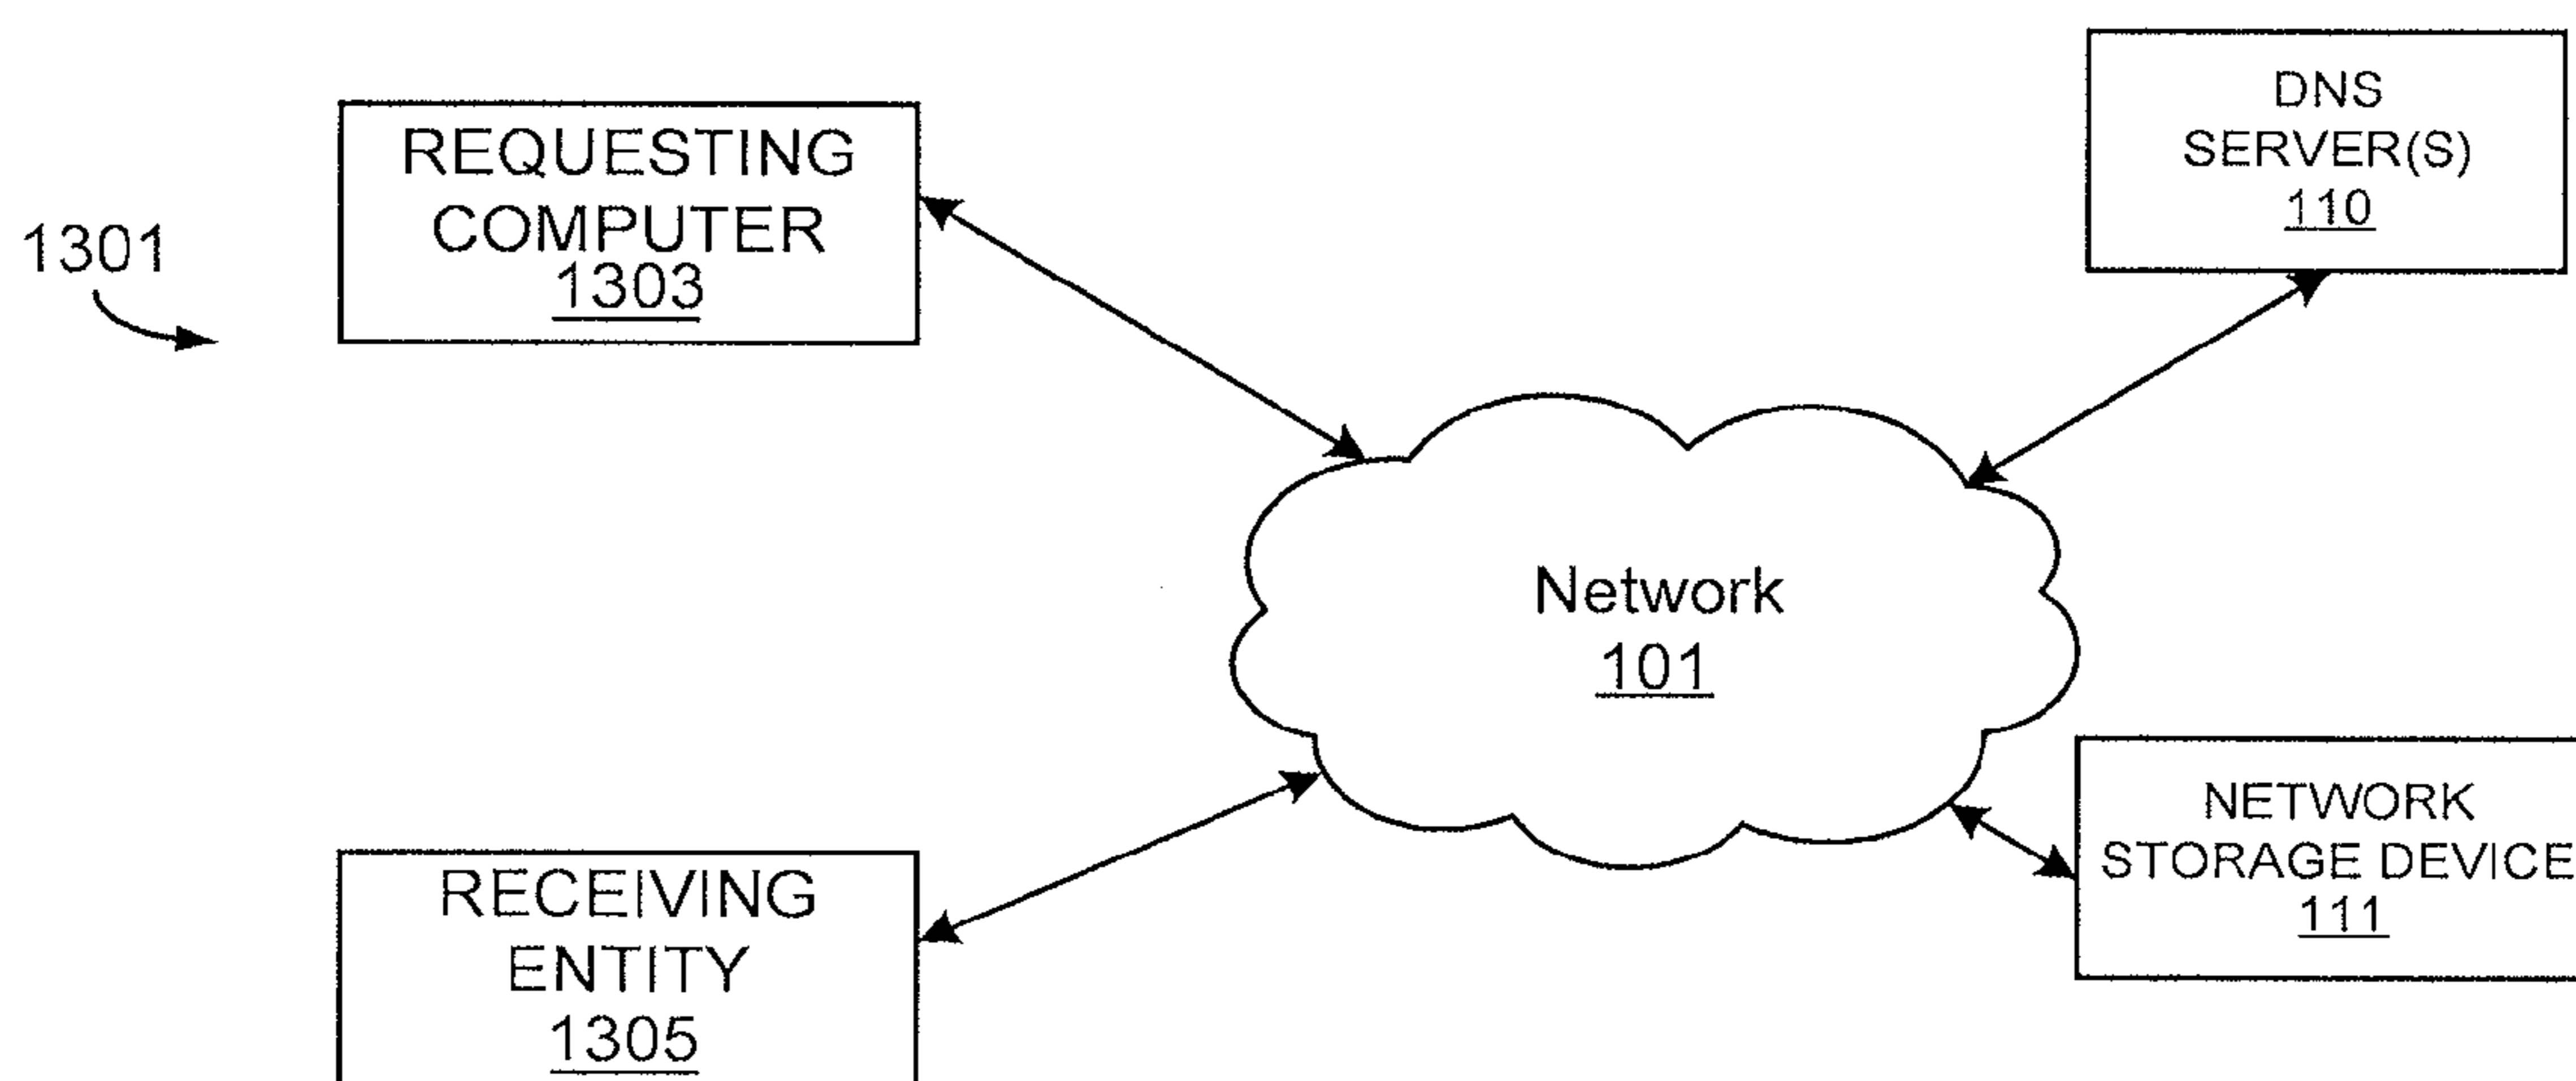 1301
REQUESTING
COMPUTER
1303
DNS
SERVER(S)
110
Network
101
RECEIVING
ENTITY
1305
NETWORK
STORAGE DEVICE
111